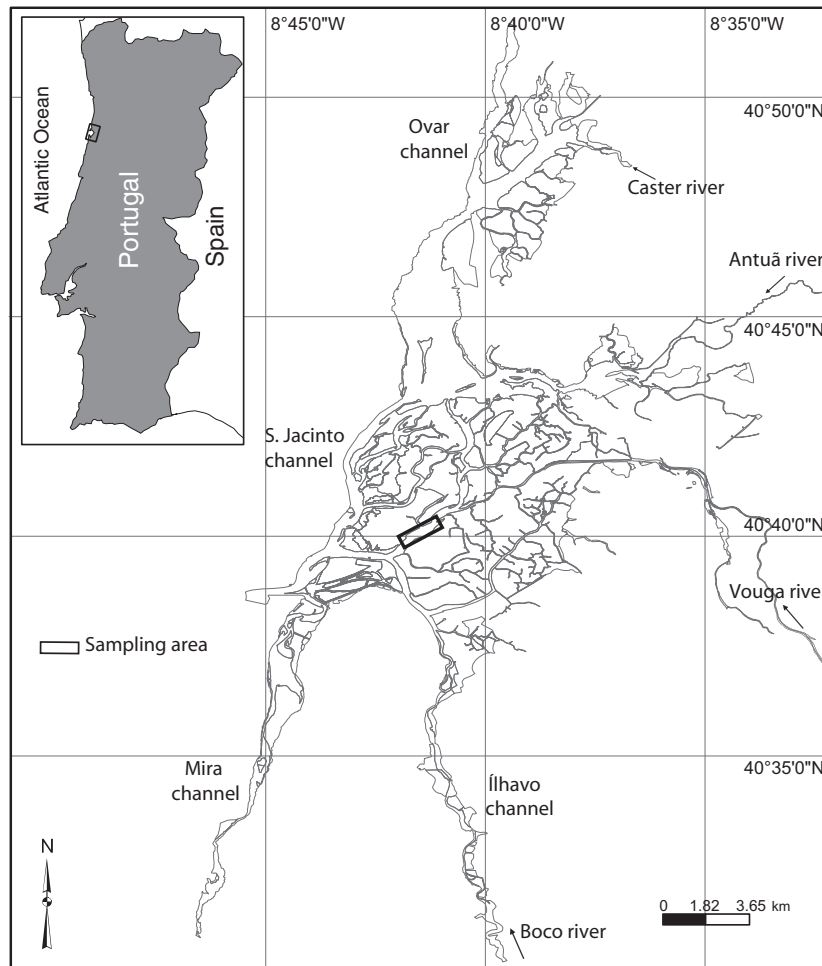 8°45'0"W
8°40'0"W
8°35'0"W
40°50'0"N
Atlantic Ocean
Portugal
Spain
Ovar
channel
Caster river
Antuã river
40°45'0"N
S. Jacinto
channel
40°40'0"N
Vouga river
Sampling area
40°35'0"N
Mira
channel
Ílhavo
channel
N
0 1.82 3.65 km
Boco river